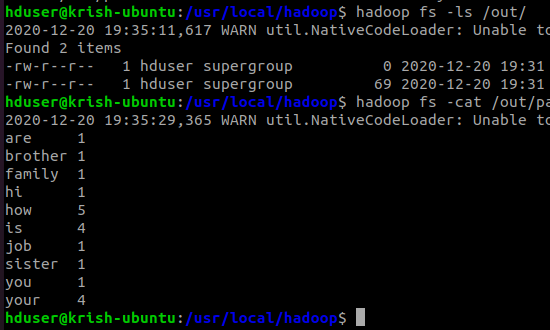 hduser@krish-ubuntu:/usr/local/hadoop$ hadoop fs -ls /out/
2020-12-20 19:35:11,617 WARN util.NativeCodeLoader: Unable to
Found 2 items
-rw-r--r--   1 hduser supergroup          0 2020-12-20 19:31
-rw-r--r--   1 hduser supergroup         69 2020-12-20 19:31
hduser@krish-ubuntu:/usr/local/hadoop$ hadoop fs -cat /out/pa
2020-12-20 19:35:29,365 WARN util.NativeCodeLoader: Unable to
are     1
brother 1
family  1
hi      1
how     5
is      4
job     1
sister  1
you     1
your    4
hduser@krish-ubuntu:/usr/local/hadoop$